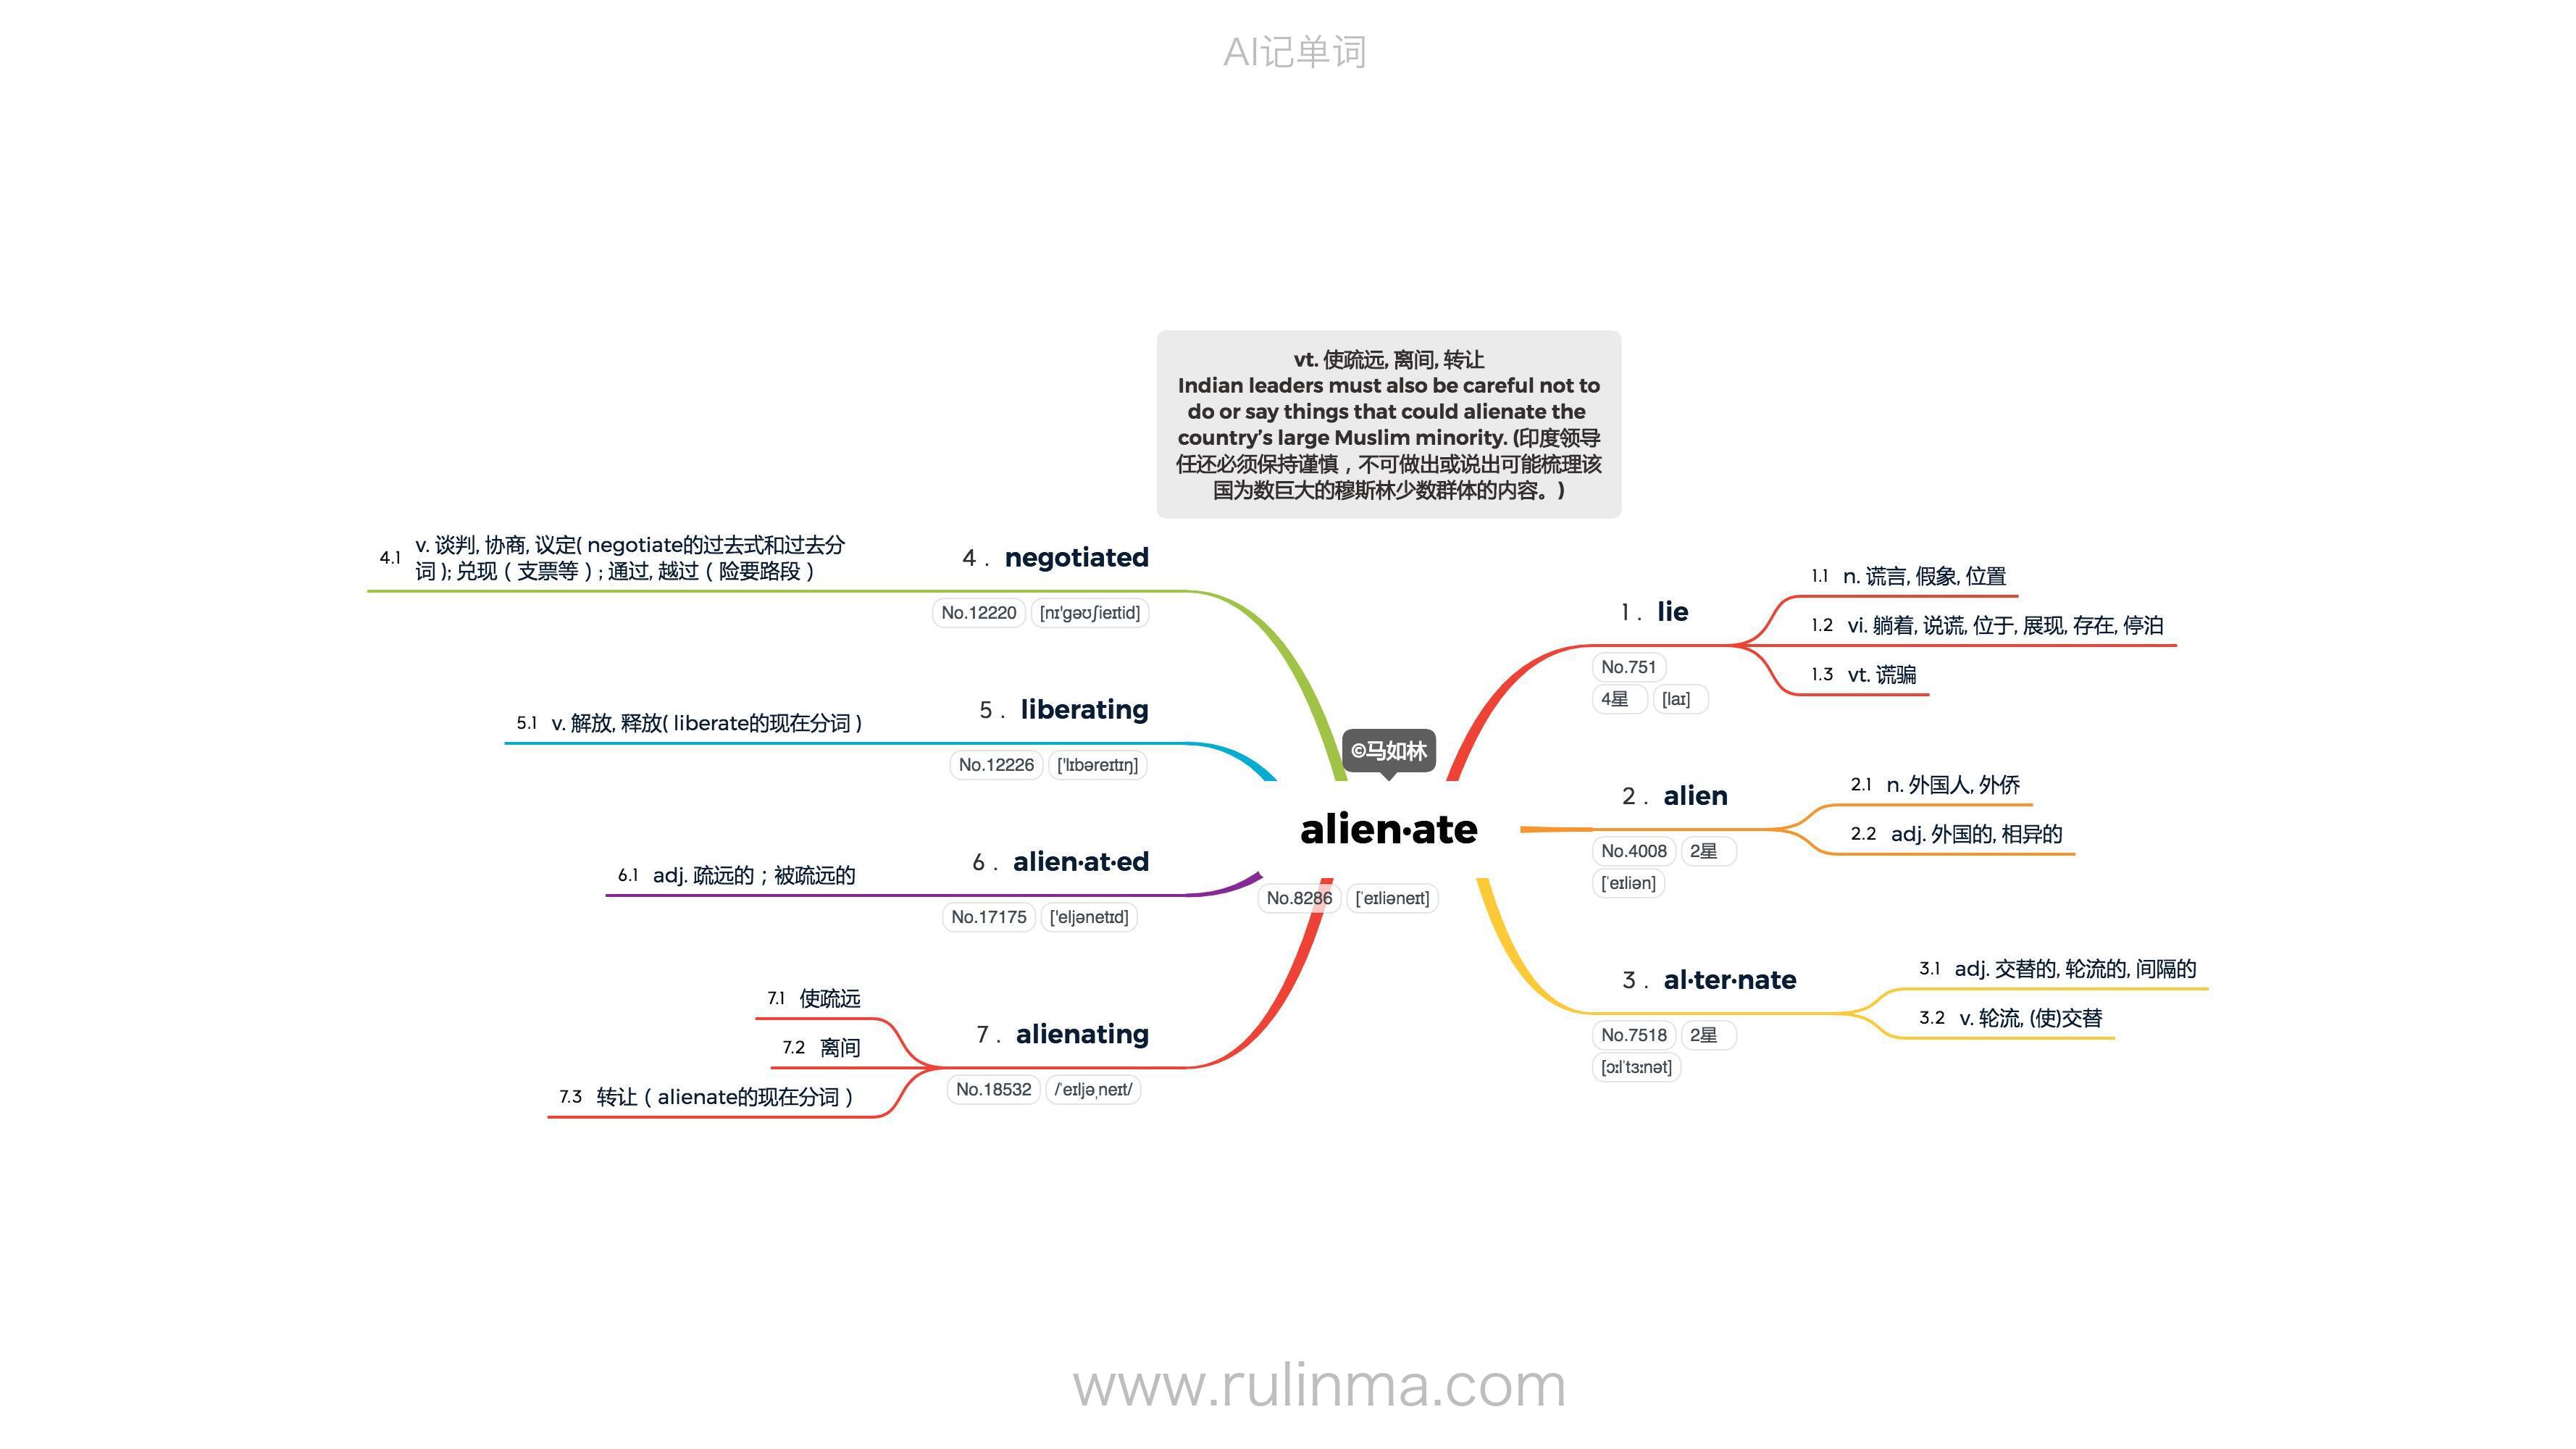 AI记单词
vt. 使疏远, 离间, 转让
Indian leaders must also be careful not to
do or say things that could alienate the
country’s large Muslim minority. (印度领导
任还必须保持谨慎，不可做出或说出可能梳理该
国为数巨大的穆斯林少数群体的内容。)
©马如林
alien·ate
No.8286 [ˈeɪliəneɪt]
1. lie
No.751
4星 [laɪ]
1.1 n. 谎言, 假象, 位置
1.2 vi. 躺着, 说谎, 位于, 展现, 存在, 停泊
1.3 vt. 谎骗
2. alien
No.4008 2星
[ˈeɪliən]
2.1 n. 外国人, 外侨
2.2 adj. 外国的, 相异的
3. al·ter·nate
No.7518 2星
[ɔːlˈtɜːnət]
3.1 adj. 交替的, 轮流的, 间隔的
3.2 v. 轮流, (使)交替
4. negotiated
No.12220 [nɪ'ɡəʊʃieɪtid]
4.1 v. 谈判, 协商, 议定( negotiate的过去式和过去分
词 ); 兑现（支票等）; 通过, 越过（险要路段）
5. liberating
No.12226 ['lɪbəreɪtɪŋ]
5.1 v. 解放, 释放( liberate的现在分词 )
6. alien·at·ed
No.17175 ['eljənetɪd]
6.1 adj. 疏远的；被疏远的
7. alienating
No.18532 /ˈeɪljəˌneɪt/
7.1 使疏远
7.2 离间
7.3 转让（alienate的现在分词）
www.rulinma.com